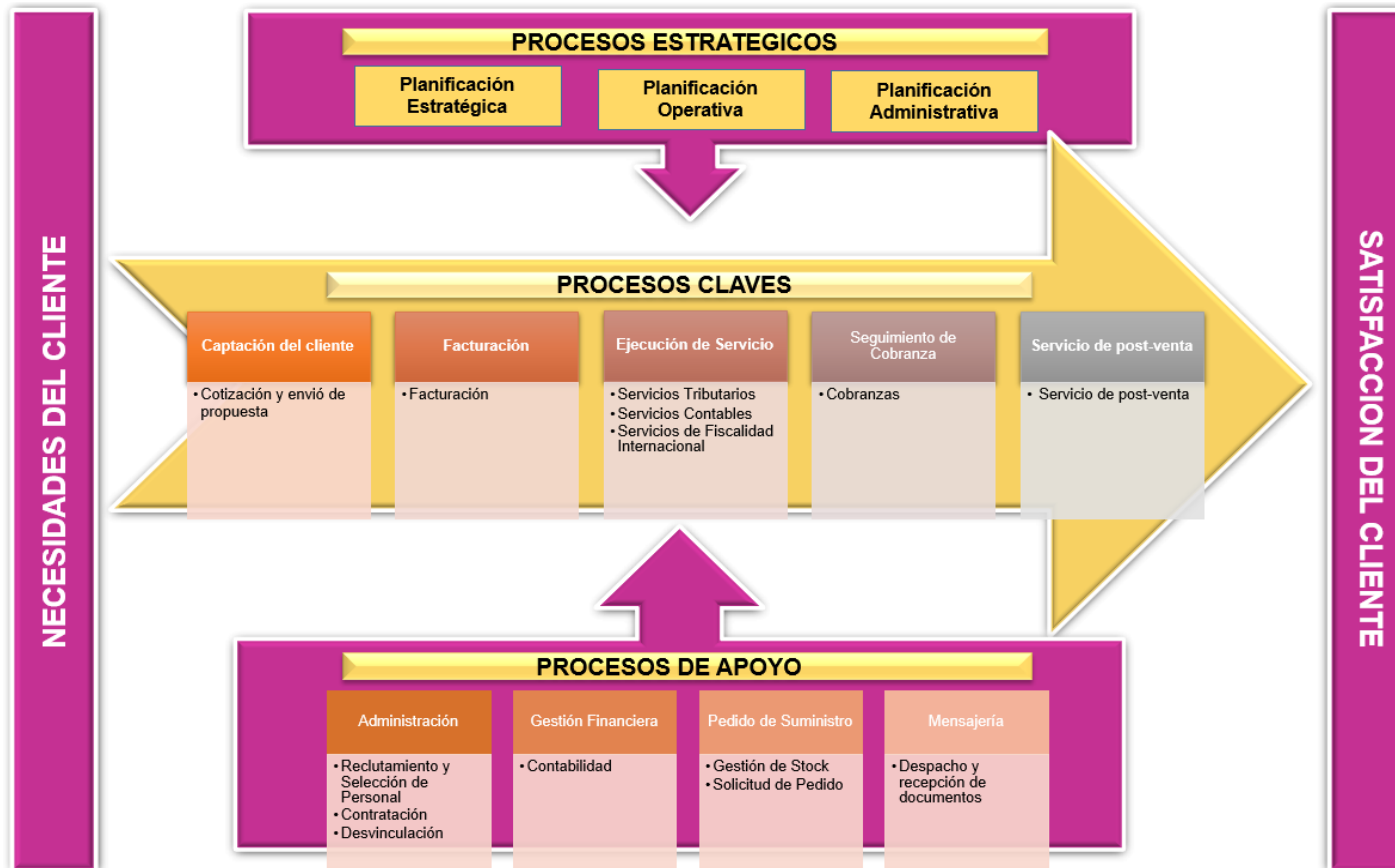 NECESIDADES DEL CLIENTE
PROCESOS ESTRATEGICOS
Planificación
Estratégica
Planificación
Operativa
Planificación
Administrativa
PROCESOS CLAVES
Captación del cliente
• Cotización y envió de
propuesta
Facturación
• Facturación
Ejecución de Servicio
• Servicios Tributarios
• Servicios Contables
• Servicios de Fiscalidad
Internacional
Seguimiento de
Cobranza
• Cobranzas
Servicio de post-venta
• Servicio de post-venta
PROCESOS DE APOYO
Administración
• Reclutamiento y
Selección de
Personal
• Contratación
• Desvinculación
Gestión Financiera
• Contabilidad
Pedido de Suministro
• Gestión de Stock
• Solicitud de Pedido
Mensajería
• Despacho y
recepción de
documentos
SATISFACCION DEL CLIENTE